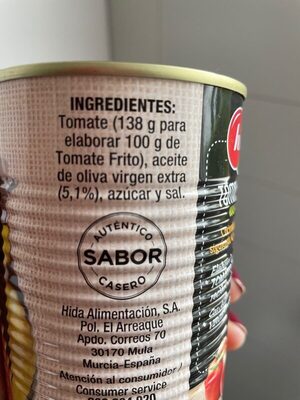 INGREDIENTES:
Tomate (138 g para
elaborar 100 g de
Tomate Frito), aceite
de oliva virgen extra
(5,1%), azúcar y sal.
AUTÉNTICO
SABOR
CASERO
Hida Alimentación, S.A.
Pol. El Arreaque
Apdo. Correos 70
30170 Mula
Murcia-España
Atención al consumidor /
Consumer service